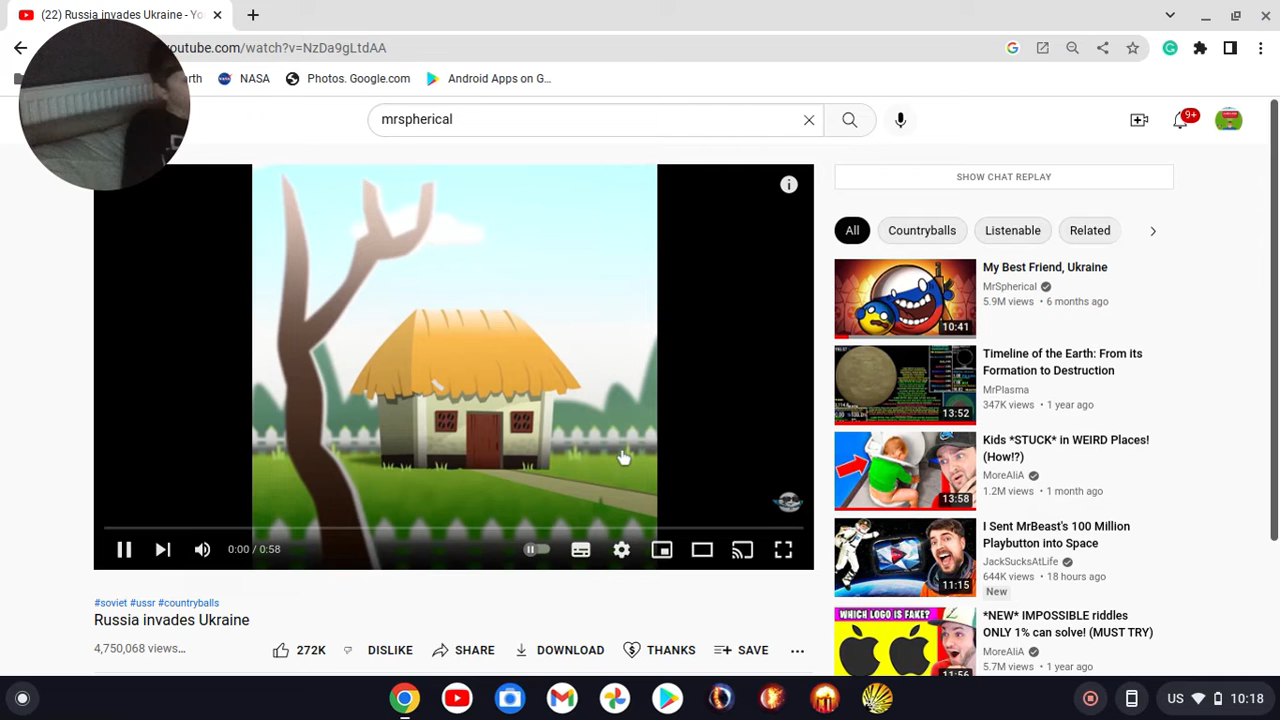 (22) Russia invades Ukraine - Yo
youtube.com/watch?v=NzDa9gLtdAA
arth
NASA
Photos. Google.com
Android Apps on G...
mrspherical
9+
SHOW CHAT REPLAY
All
Countryballs
Listenable
Related
My Best Friend, Ukraine
MrSpherical
5.9M views • 6 months ago
10:41
Timeline of the Earth: From its
Formation to Destruction
MrPlasma
347K views • 1 year ago
13:52
Kids *STUCK* in WEIRD Places!
(How!?)
MoreAliA
1.2M views • 1 month ago
13:58
I Sent MrBeast's 100 Million
Playbutton into Space
JackSucksAtLife
644K views • 18 hours ago
New
11:15
WHICH LOGO IS FAKE?
*NEW* IMPOSSIBLE riddles
ONLY 1% can solve! (MUST TRY)
MoreAliA
5.7M views • 1 year ago
11:56
0:00 / 0:58
#soviet #ussr #countryballs
Russia invades Ukraine
4,750,068 views...
272K
DISLIKE
SHARE
DOWNLOAD
THANKS
SAVE
US
10:18